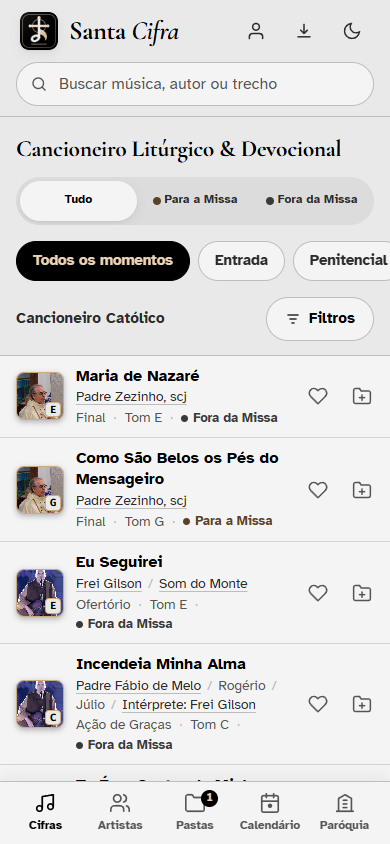 Santa Cifra
Buscar música, autor ou trecho
Cancioneiro Litúrgico & Devocional
Tudo
Para a Missa
Fora da Missa
Todos os momentos
Entrada
Penitencial
Cancioneiro Católico
Filtros
Maria de Nazaré
Padre Zezinho, scj
E
Final · Tom E · Fora da Missa
Como São Belos os Pés do
Mensageiro
Padre Zezinho, scj
G
Final · Tom G · Para a Missa
Eu Seguirei
Frei Gilson / Som do Monte
E
Ofertório · Tom E ·
Fora da Missa
Incendeia Minha Alma
Padre Fábio de Melo / Rogério /
Júlio / Intérprete: Frei Gilson
C
Ação de Graças · Tom C ·
Fora da Missa
1
Cifras
Artistas
Pastas
Calendário
Paróquia